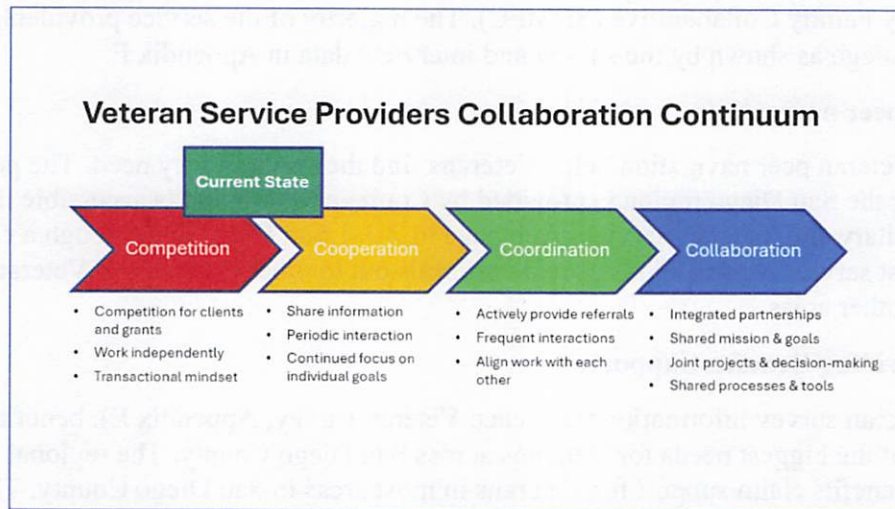 Veteran Service Providers Collaboration Continuum
Current State
Competition
Cooperation
Coordination
Collaboration
• Competition for clients
and grants
• Work independently
• Transactional mindset
• Share information
• Periodic interaction
• Continued focus on
individual goals
• Actively provide referrals
• Frequent interactions
• Align work with each
other
• Integrated partnerships
• Shared mission & goals
• Joint projects & decision-making
• Shared processes & tools